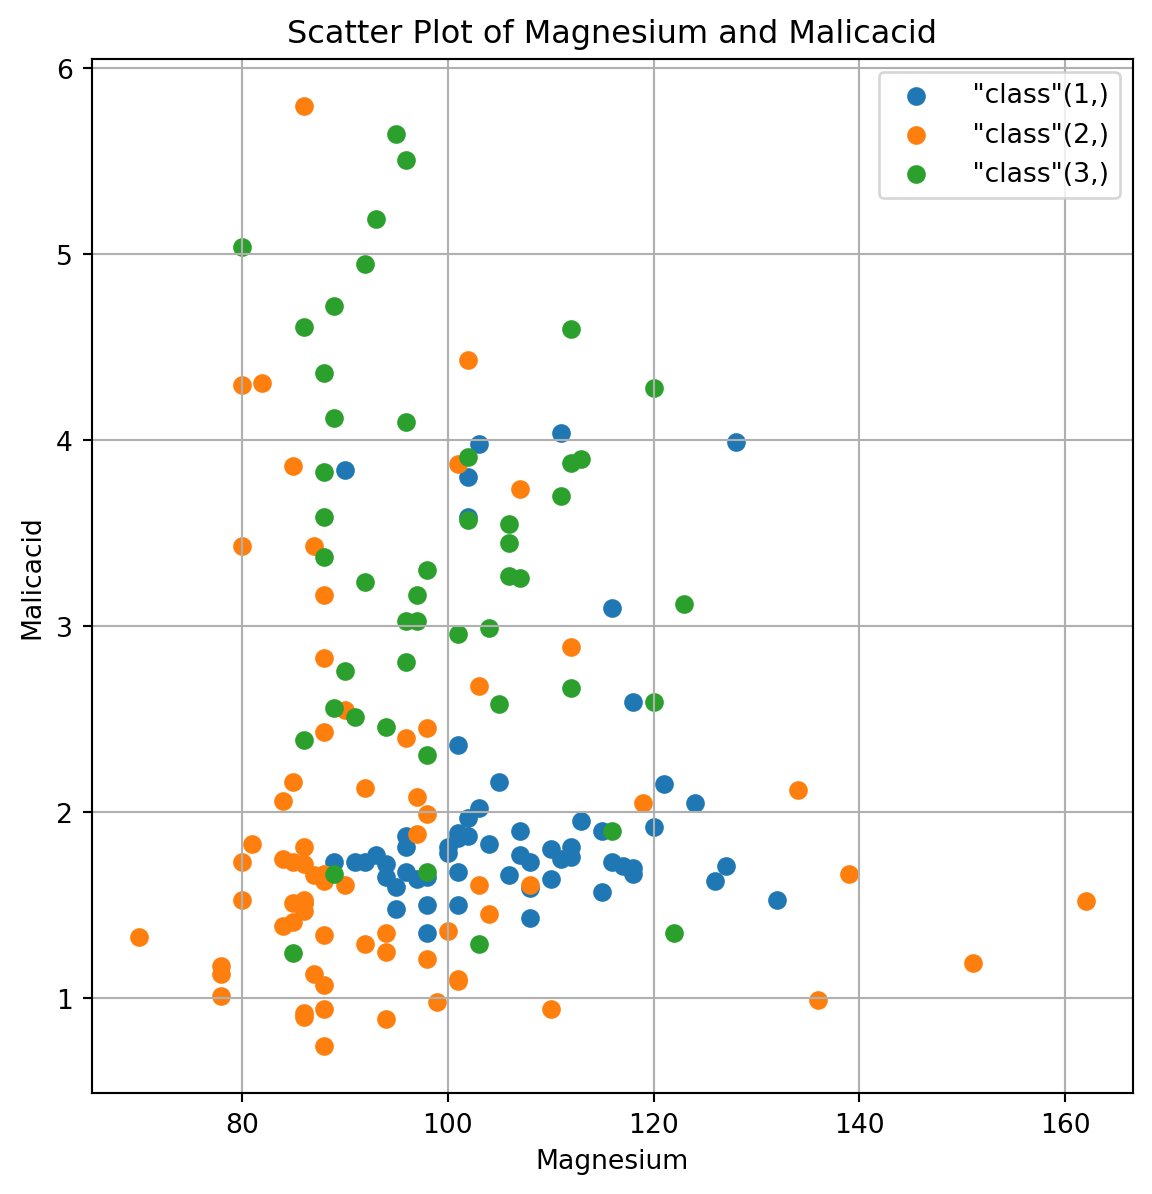 Scatter Plot of Magnesium and Malicacid
"class"(1,)
"class"(2,)
"class"(3,)
6
5
4
3
2
1
Malicacid
80 100 120 140 160
Magnesium